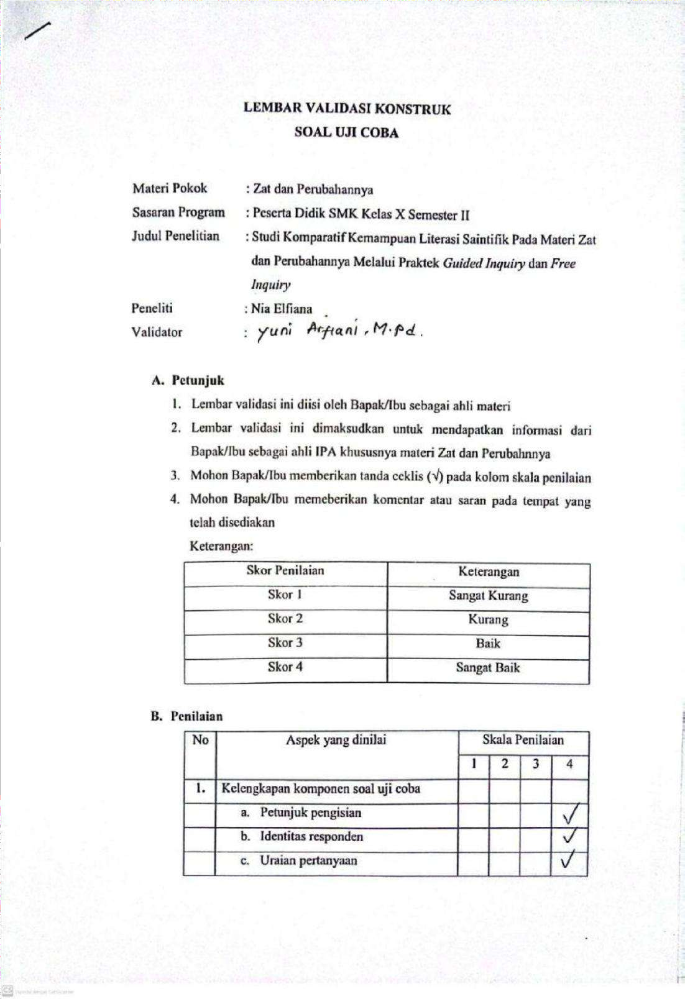 LEMBAR VALIDASI KONSTRUK
SOAL UJI COBA
Materi Pokok : Zat dan Perubahannya
Sasaran Program : Peserta Didik SMK Kelas X Semester II
Judul Penelitian : Studi Komparatif Kemampuan Literasi Saintifik Pada Materi Zat
dan Perubahannya Melalui Praktek Guided Inquiry dan Free
Inquiry
Peneliti : Nia Elfiana
Validator : Yuni Arfiani, M.Pd.
A. Petunjuk
1. Lembar validasi ini diisi oleh Bapak/Ibu sebagai ahli materi
2. Lembar validasi ini dimaksudkan untuk mendapatkan informasi dari
Bapak/Ibu sebagai ahli IPA khususnya materi Zat dan Perubahnnya
3. Mohon Bapak/Ibu memberikan tanda ceklis (√) pada kolom skala penilaian
4. Mohon Bapak/Ibu memeberikan komentar atau saran pada tempat yang
telah disediakan
Keterangan:
Skor Penilaian Keterangan
Skor 1 Sangat Kurang
Skor 2 Kurang
Skor 3 Baik
Skor 4 Sangat Baik
B. Penilaian
No Aspek yang dinilai Skala Penilaian
1 2 3 4
1. Kelengkapan komponen soal uji coba
a. Petunjuk pengisian ✓
b. Identitas responden ✓
c. Uraian pertanyaan ✓
CS